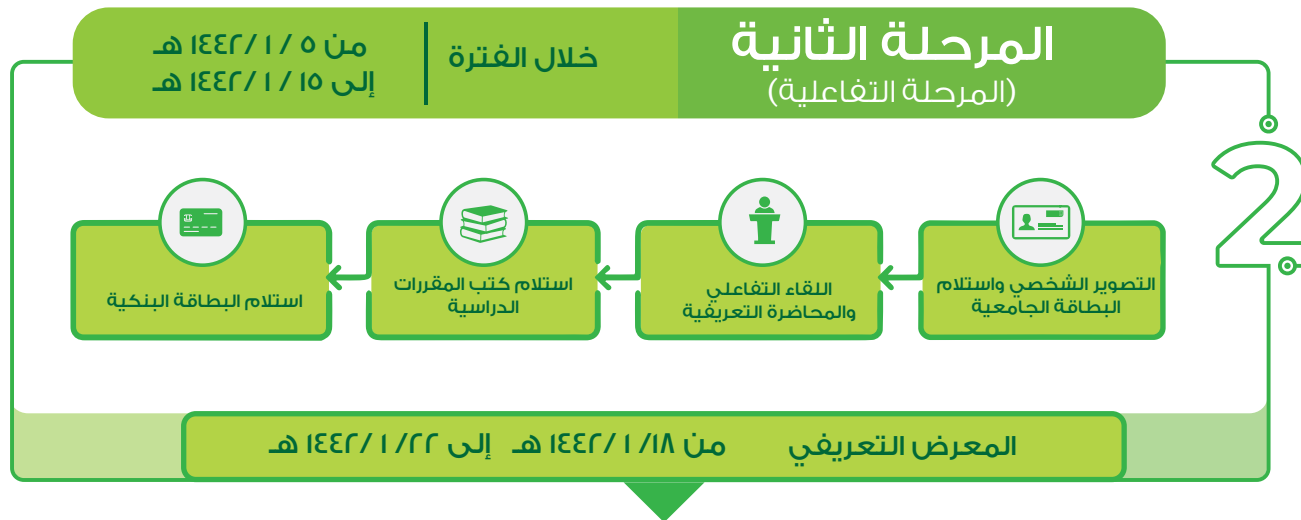 المرحلة الثانية
(المرحلة التفاعلية)
خلال الفترة
من ٥ / ١ /١٤٤٢ هـ
إلى ١٥ / ١ /١٤٤٢ هـ
2
التصوير الشخصي واستلام
البطاقة الجامعية
اللقاء التفاعلي
والمحاضرة التعريفية
استلام كتب المقررات
الدراسية
استلام البطاقة البنكية
المعرض التعريفي من ١٨/ ١ /١٤٤٢ هـ إلى ٢٢/ ١ /١٤٤٢ هـ